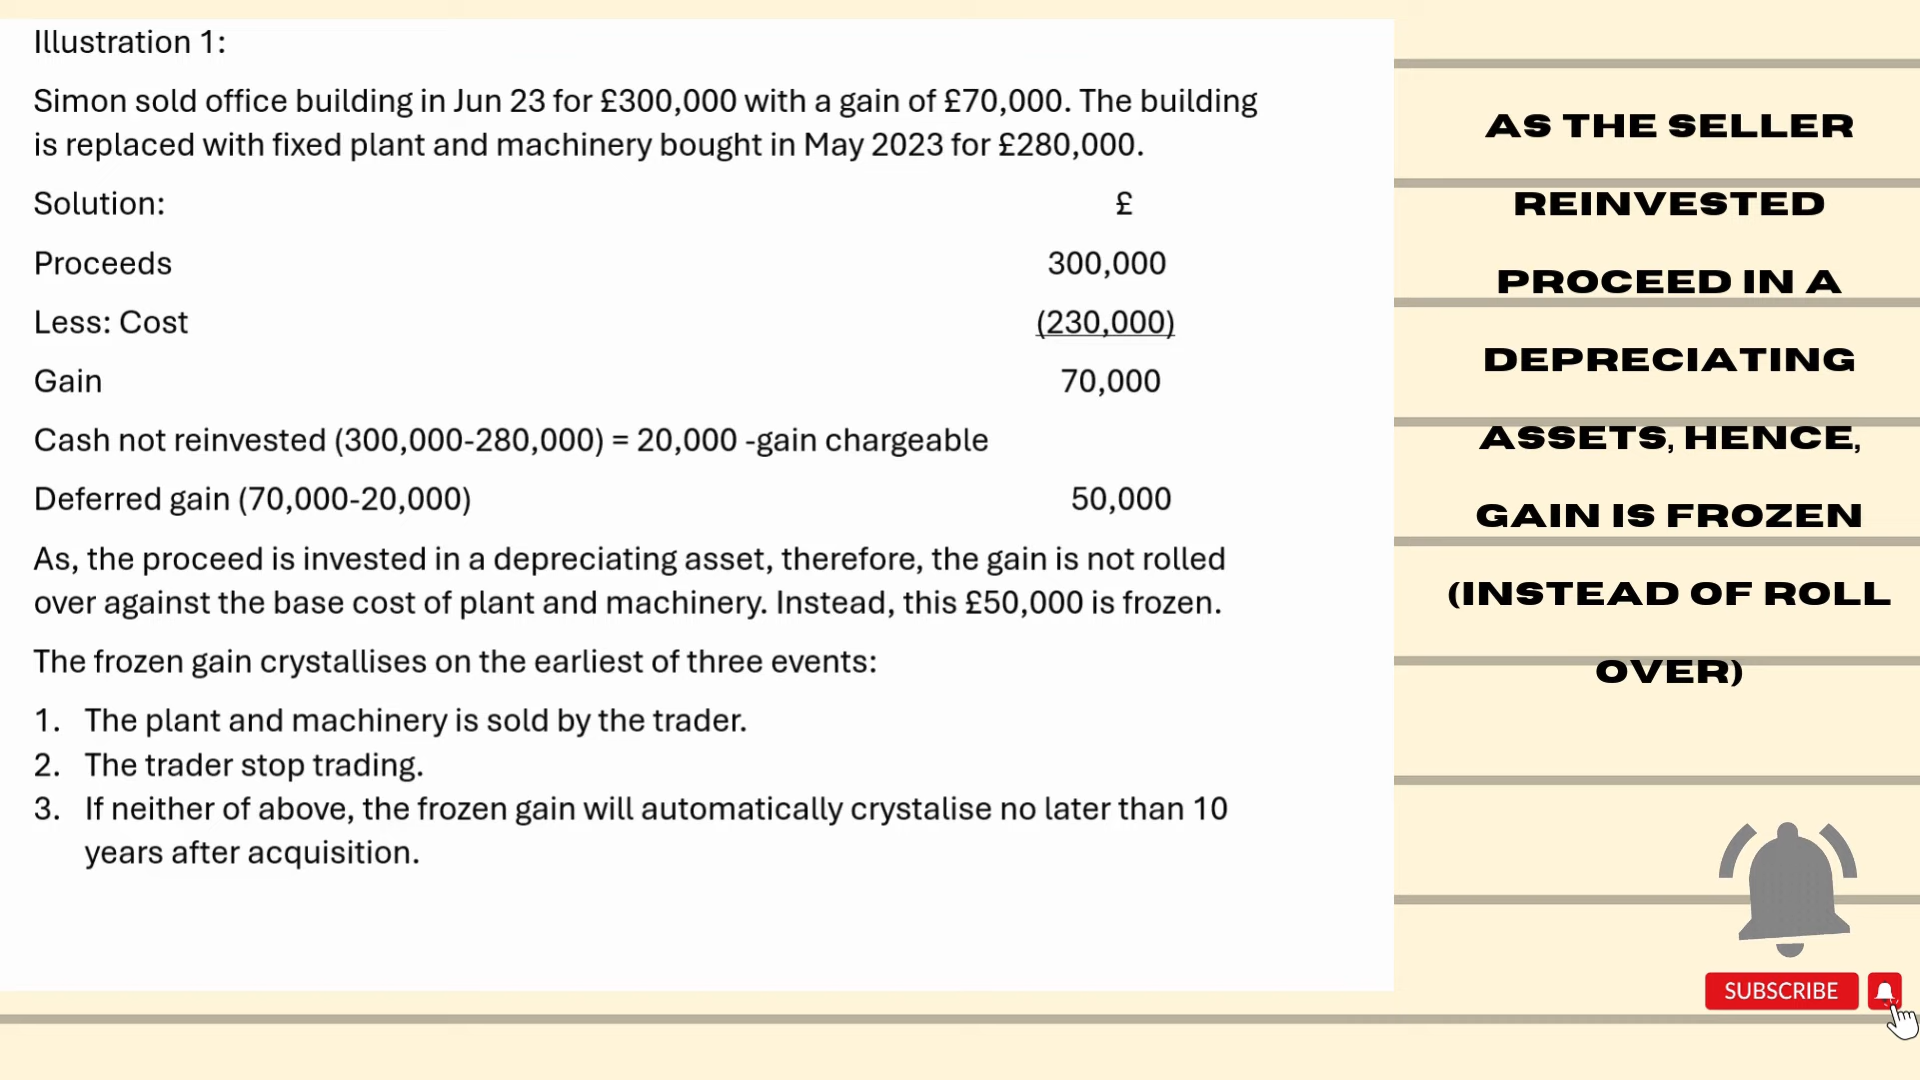 Illustration 1:
Simon sold office building in Jun 23 for £300,000 with a gain of £70,000. The building
is replaced with fixed plant and machinery bought in May 2023 for £280,000.
Solution: £
Proceeds 300,000
Less: Cost (230,000)
Gain 70,000
Cash not reinvested (300,000-280,000) = 20,000 -gain chargeable
Deferred gain (70,000-20,000) 50,000
As, the proceed is invested in a depreciating asset, therefore, the gain is not rolled
over against the base cost of plant and machinery. Instead, this £50,000 is frozen.
The frozen gain crystallises on the earliest of three events:
1. The plant and machinery is sold by the trader.
2. The trader stop trading.
3. If neither of above, the frozen gain will automatically crystalise no later than 10
years after acquisition.
AS THE SELLER
REINVESTED
PROCEED IN A
DEPRECIATING
ASSETS, HENCE,
GAIN IS FROZEN
(INSTEAD OF ROLL
OVER)
SUBSCRIBE